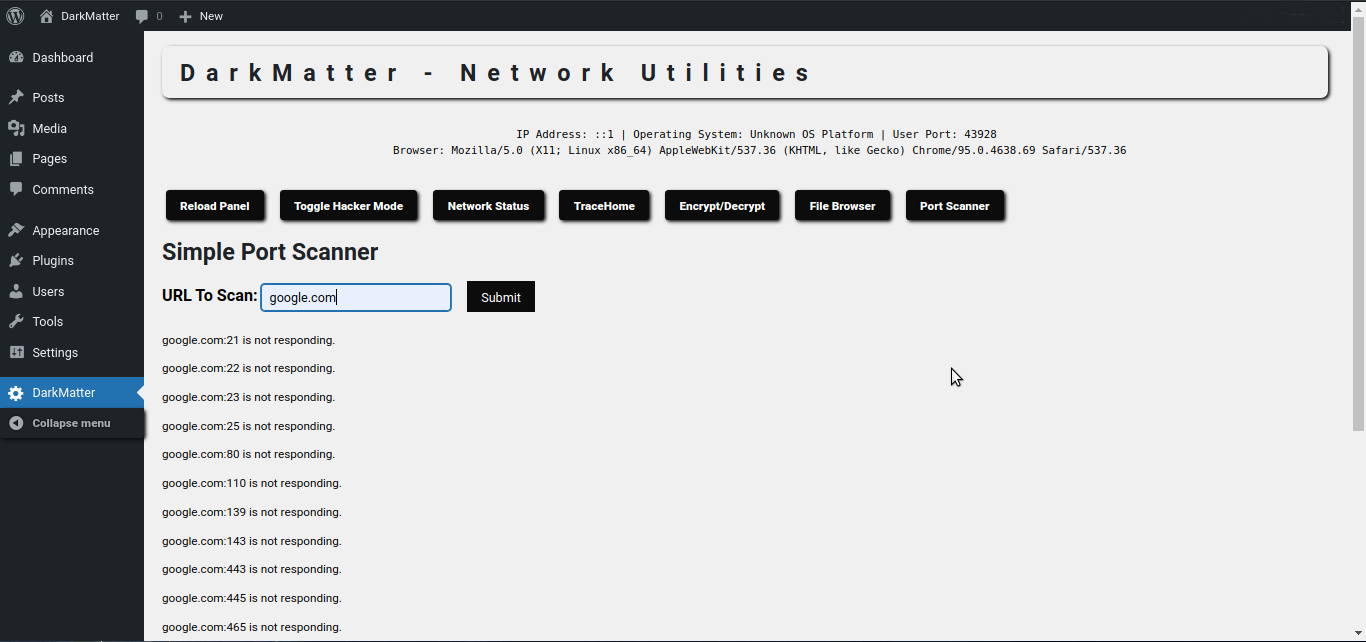 DarkMatter 0 New
Dashboard
Posts
Media
Pages
Comments
Appearance
Plugins
Users
Tools
Settings
DarkMatter
Collapse menu
DarkMatter - Network Utilities
IP Address: ::1 | Operating System: Unknown OS Platform | User Port: 43928
Browser: Mozilla/5.0 (X11; Linux x86_64) AppleWebKit/537.36 (KHTML, like Gecko) Chrome/95.0.4638.69 Safari/537.36
Reload Panel Toggle Hacker Mode Network Status TraceHome Encrypt/Decrypt File Browser Port Scanner
Simple Port Scanner
URL To Scan: google.com Submit
google.com:21 is not responding.
google.com:22 is not responding.
google.com:23 is not responding.
google.com:25 is not responding.
google.com:80 is not responding.
google.com:110 is not responding.
google.com:139 is not responding.
google.com:143 is not responding.
google.com:443 is not responding.
google.com:445 is not responding.
google.com:465 is not responding.